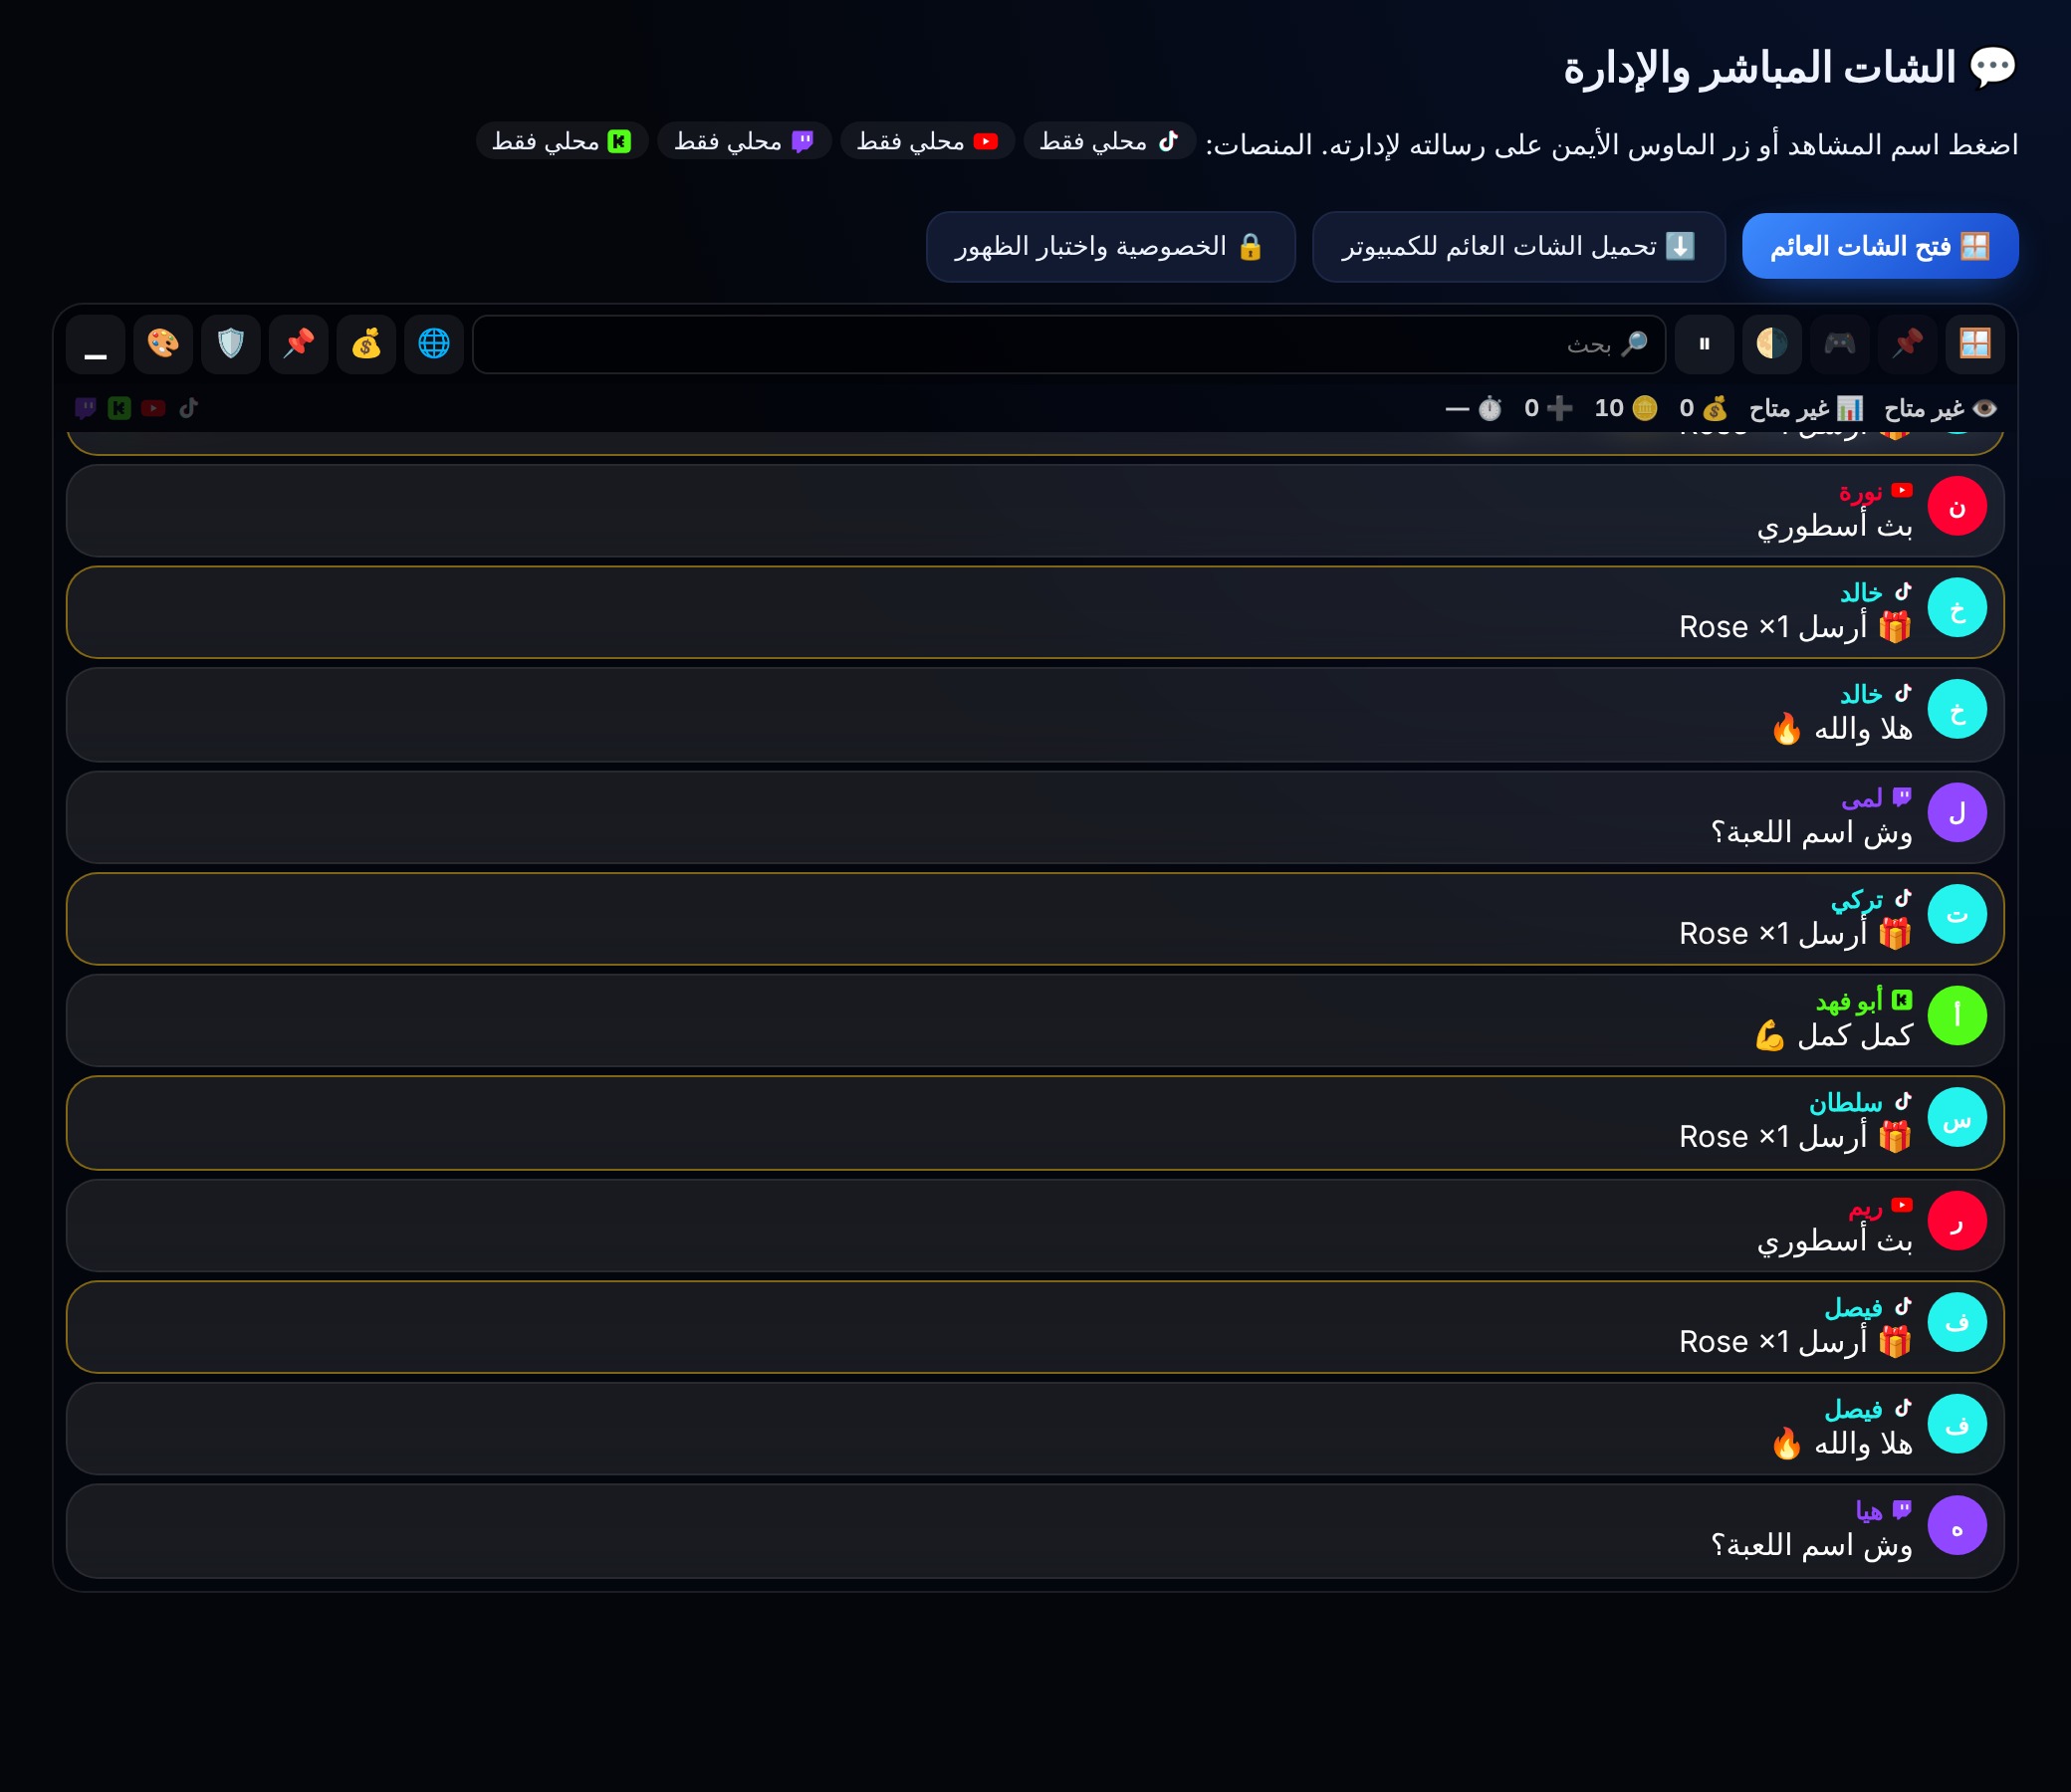 💬 الشات المباشر والإدارة
اضغط اسم المشاهد أو زر الماوس الأيمن على رسالته لإدارته. المنصات: محلي فقط محلي فقط محلي فقط محلي فقط
🪟 فتح الشات العائم ⬇️ تحميل الشات العائم للكمبيوتر 🔒 الخصوصية واختبار الظهور
🔎 بحث
👁️ غير متاح 📊 غير متاح 💰 0 🪙 10 ➕ 0 ⏱️ —
🎁 أرسل Rose ×1
ن نورة
بث أسطوري
خ خالد
🎁 أرسل Rose ×1
خ خالد
هلا والله 🔥
ل لمى
وش اسم اللعبة؟
ت تركي
🎁 أرسل Rose ×1
أ أبو فهد
كمل كمل 💪
س سلطان
🎁 أرسل Rose ×1
ر ريم
بث أسطوري
ف فيصل
🎁 أرسل Rose ×1
ف فيصل
هلا والله 🔥
ه هيا
وش اسم اللعبة؟